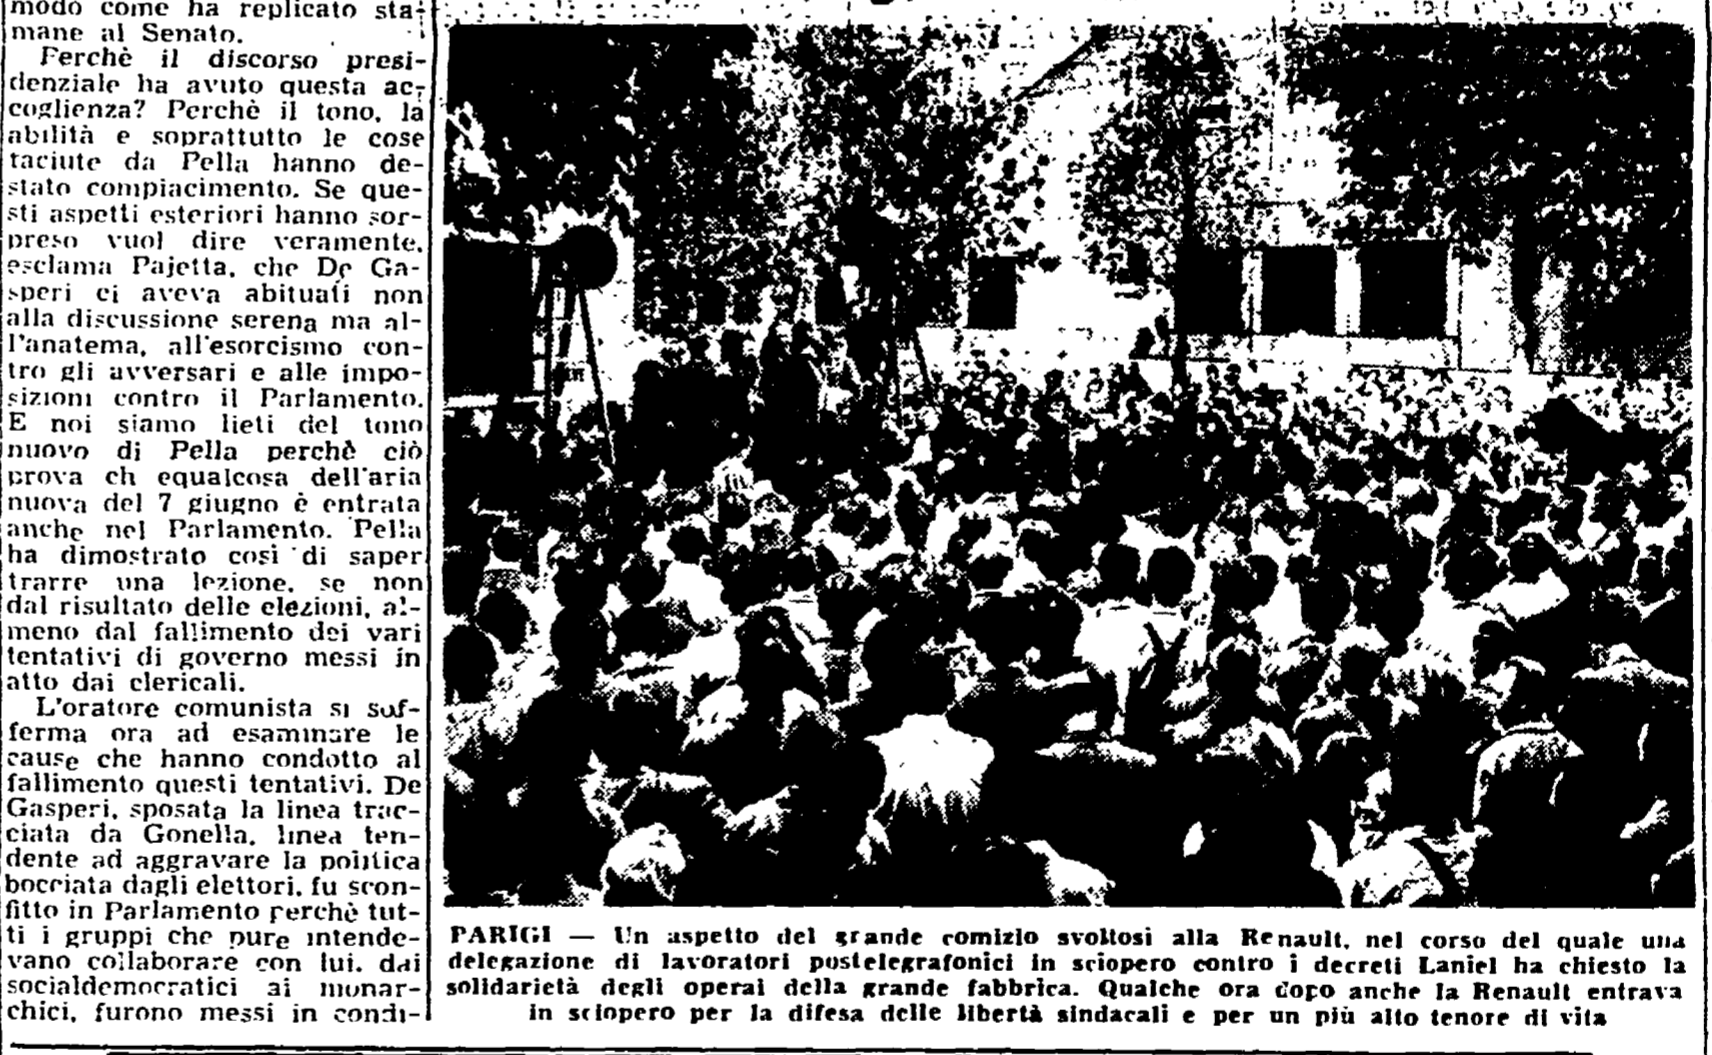 modo come ha replicato sta-
mane al Senato.
Ferchè il discorso presi-
denziale ha avuto questa ac-
coglienza? Perchè il tono, la
abilità e soprattutto le cose
taciute da Pella hanno de-
stato compiacimento. Se que-
sti aspetti esteriori hanno sor-
preso vuol dire veramente,
esclama Pajetta, che De Ga-
speri ci aveva abituati non
alla discussione serena ma al-
l'anatema, all'esorcismo con-
tro gli avversari e alle impo-
sizioni contro il Parlamento.
E noi siamo lieti del tono
nuovo di Pella perchè ciò
prova ch equalcosa dell'aria
nuova del 7 giugno è entrata
anche nel Parlamento. Pella
ha dimostrato così di saper
trarre una lezione, se non
dal risultato delle elezioni, al-
meno dal fallimento dei vari
tentativi di governo messi in
atto dai clericali.
L'oratore comunista si sof-
ferma ora ad esaminare le
cause che hanno condotto al
fallimento questi tentativi. De
Gasperi, sposata la linea trac-
ciata da Gonella, linea ten-
dente ad aggravare la politica
bocciata dagli elettori, fu scon-
fitto in Parlamento perchè tut-
ti i gruppi che pure intende-
vano collaborare con lui, dai
socialdemocratici ai monar-
chici, furono messi in condi-
PARIGI — Un aspetto del grande comizio svoltosi alla Renault, nel corso del quale una
delegazione di lavoratori postelegrafonici in sciopero contro i decreti Laniel ha chiesto la
solidarietà degli operai della grande fabbrica. Qualche ora dopo anche la Renault entrava
in sciopero per la difesa delle libertà sindacali e per un più alto tenore di vita